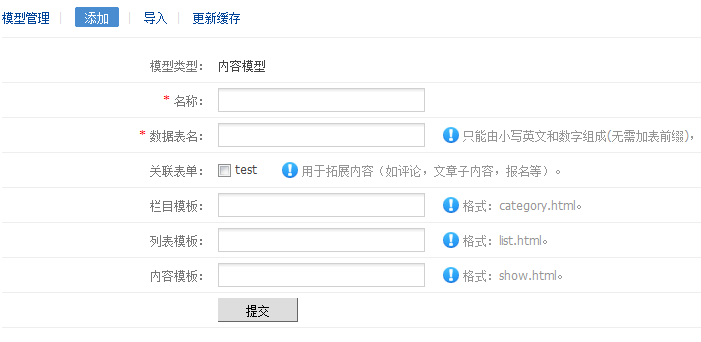 模型管理 添加 导入 更新缓存
模型类型： 内容模型
* 名称：
* 数据表名： 只能由小写英文和数字组成(无需加表前缀)，
关联表单： test 用于拓展内容（如评论，文章子内容，报名等）。
栏目模板： 格式：category.html。
列表模板： 格式：list.html。
内容模板： 格式：show.html。
提交